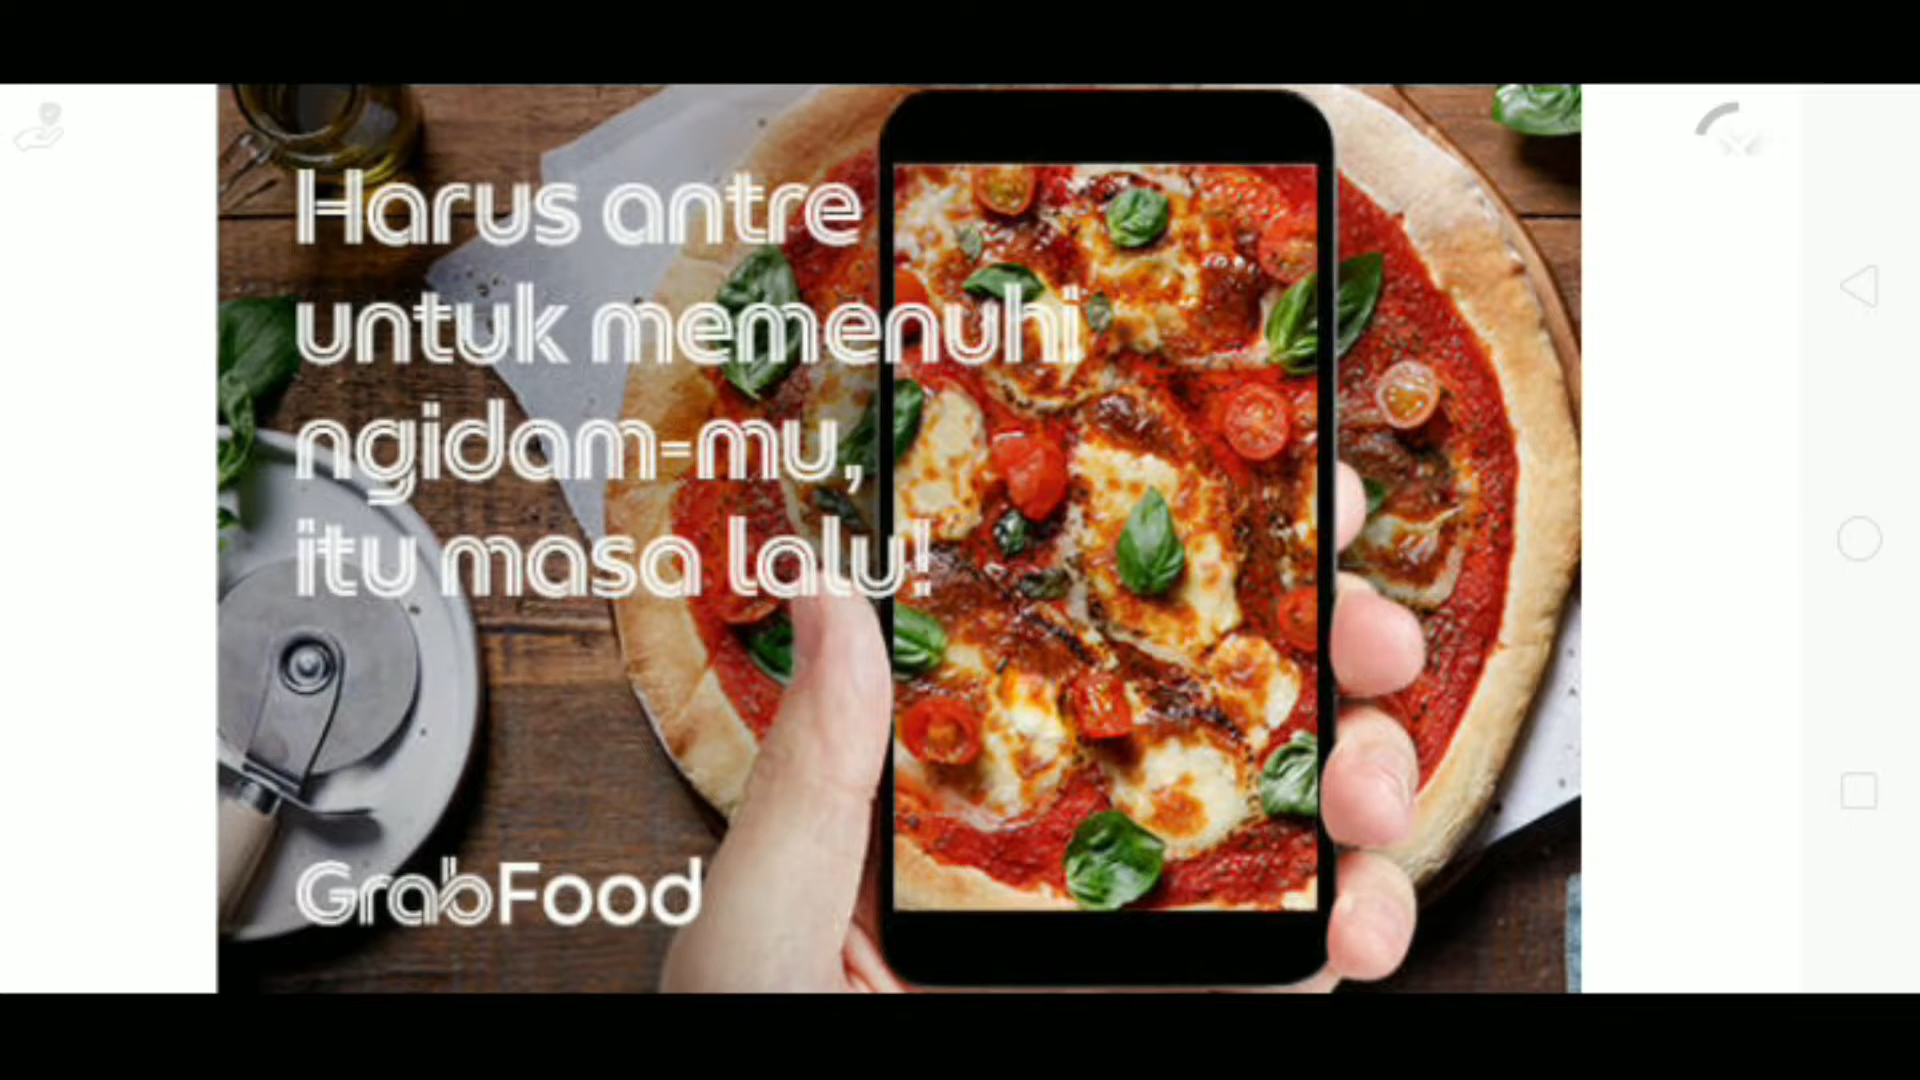 Harus antre
untuk memenuhi
ngidam-mu,
itu masa lalu!
GrabFood